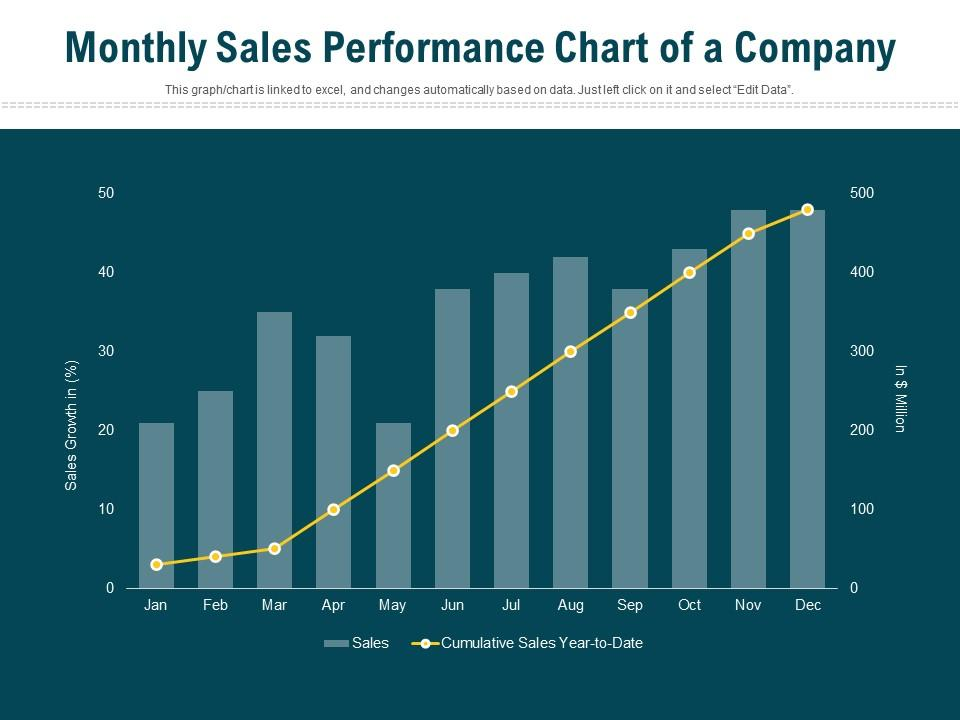 Monthly Sales Performance Chart of a Company
This graph/chart is linked to excel, and changes automatically based on data. Just left click on it and select “Edit Data”.
50
40
30
20
10
0
Sales Growth in (%)
500
400
300
200
100
0
In $ Million
Jan Feb Mar Apr May Jun Jul Aug Sep Oct Nov Dec
Sales Cumulative Sales Year-to-Date